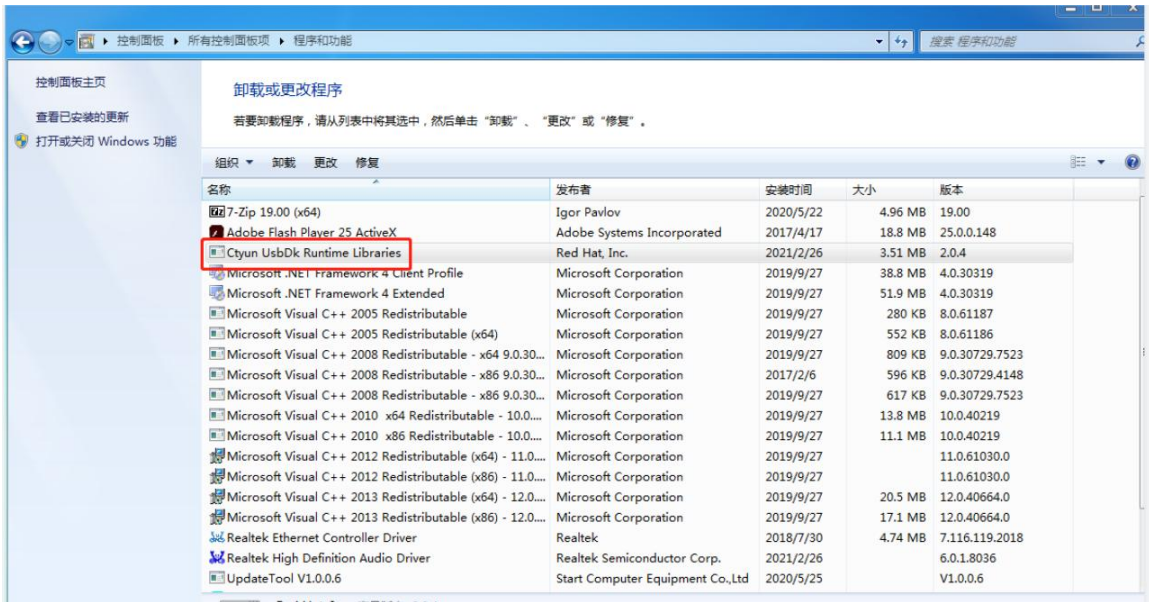 控制面板 ▸ 所有控制面板项 ▸ 程序和功能 搜索 程序和功能
控制面板主页
查看已安装的更新
打开或关闭 Windows 功能
卸载或更改程序
若要卸载程序,请从列表中将其选中,然后单击“卸载”、“更改”或“修复”。
组织 卸载 更改 修复
名称 发布者 安装时间 大小 版本
7-Zip 19.00 (x64) Igor Pavlov 2020/5/22 4.96 MB 19.00
Adobe Flash Player 25 ActiveX Adobe Systems Incorporated 2017/4/17 18.8 MB 25.0.0.148
Ctyun UsbDk Runtime Libraries Red Hat, Inc. 2021/2/26 3.51 MB 2.0.4
Microsoft .NET Framework 4 Client Profile Microsoft Corporation 2019/9/27 38.8 MB 4.0.30319
Microsoft .NET Framework 4 Extended Microsoft Corporation 2019/9/27 51.9 MB 4.0.30319
Microsoft Visual C++ 2005 Redistributable Microsoft Corporation 2019/9/27 280 KB 8.0.61187
Microsoft Visual C++ 2005 Redistributable (x64) Microsoft Corporation 2019/9/27 552 KB 8.0.61186
Microsoft Visual C++ 2008 Redistributable - x64 9.0.30... Microsoft Corporation 2019/9/27 809 KB 9.0.30729.7523
Microsoft Visual C++ 2008 Redistributable - x86 9.0.30... Microsoft Corporation 2017/2/6 596 KB 9.0.30729.4148
Microsoft Visual C++ 2008 Redistributable - x86 9.0.30... Microsoft Corporation 2019/9/27 617 KB 9.0.30729.7523
Microsoft Visual C++ 2010 x64 Redistributable - 10.0.... Microsoft Corporation 2019/9/27 13.8 MB 10.0.40219
Microsoft Visual C++ 2010 x86 Redistributable - 10.0.... Microsoft Corporation 2019/9/27 11.1 MB 10.0.40219
Microsoft Visual C++ 2012 Redistributable (x64) - 11.0.... Microsoft Corporation 2019/9/27 11.0.61030.0
Microsoft Visual C++ 2012 Redistributable (x86) - 11.0.... Microsoft Corporation 2019/9/27 11.0.61030.0
Microsoft Visual C++ 2013 Redistributable (x64) - 12.0.... Microsoft Corporation 2019/9/27 20.5 MB 12.0.40664.0
Microsoft Visual C++ 2013 Redistributable (x86) - 12.0.... Microsoft Corporation 2019/9/27 17.1 MB 12.0.40664.0
Realtek Ethernet Controller Driver Realtek 2018/7/30 4.74 MB 7.116.119.2018
Realtek High Definition Audio Driver Realtek Semiconductor Corp. 2021/2/26 6.0.1.8036
UpdateTool V1.0.0.6 Start Computer Equipment Co.,Ltd 2020/5/25 V1.0.0.6